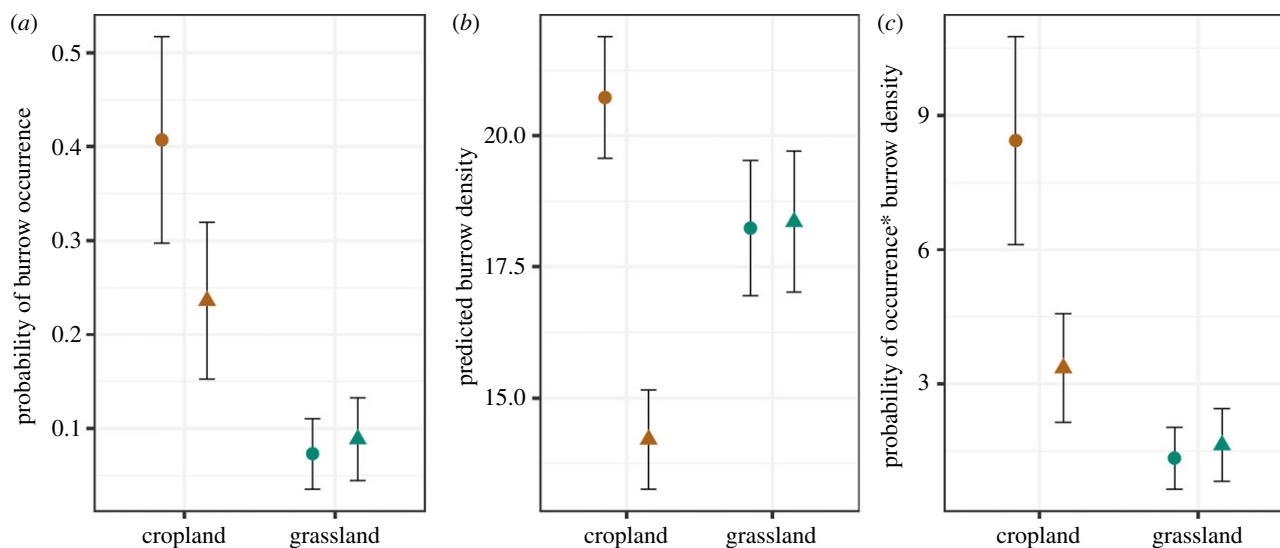 (a)
probability of burrow occurrence
0.5
0.4
0.3
0.2
0.1
cropland grassland
(b)
predicted burrow density
20.0
17.5
15.0
cropland grassland
(c)
probability of occurrence* burrow density
9
6
3
cropland grassland